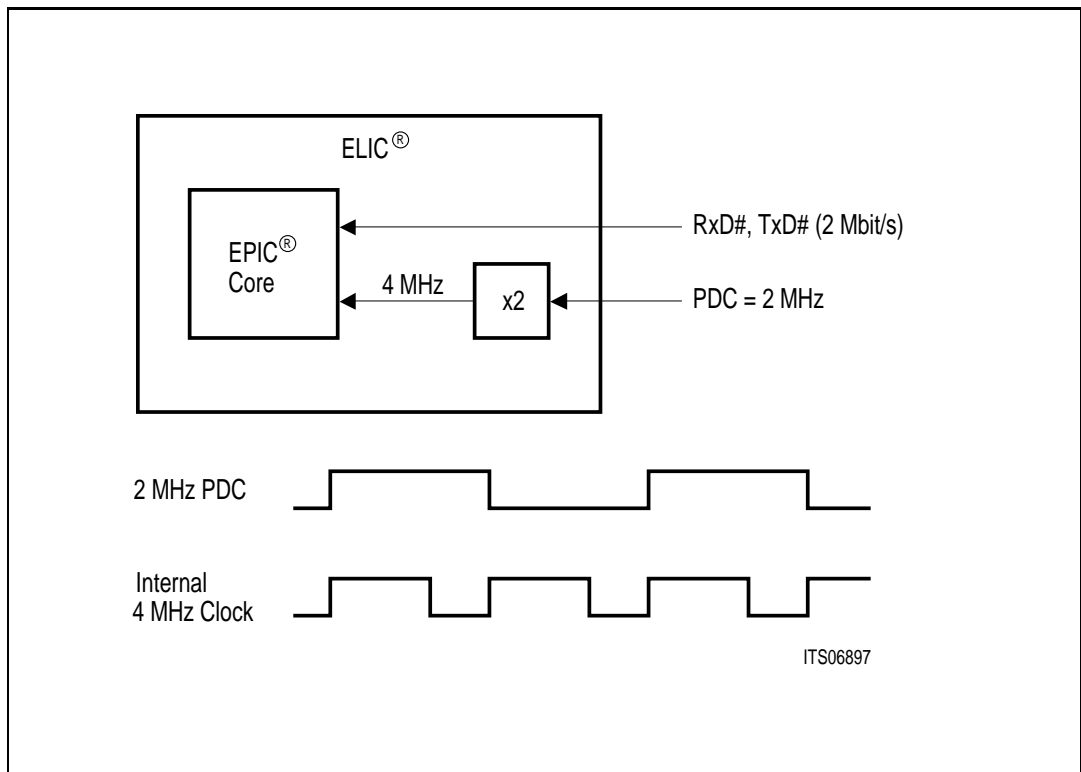 ELIC®
EPIC®
Core
4 MHz
x2
RxD#, TxD# (2 Mbit/s)
PDC = 2 MHz
2 MHz PDC
Internal
4 MHz Clock
ITS06897